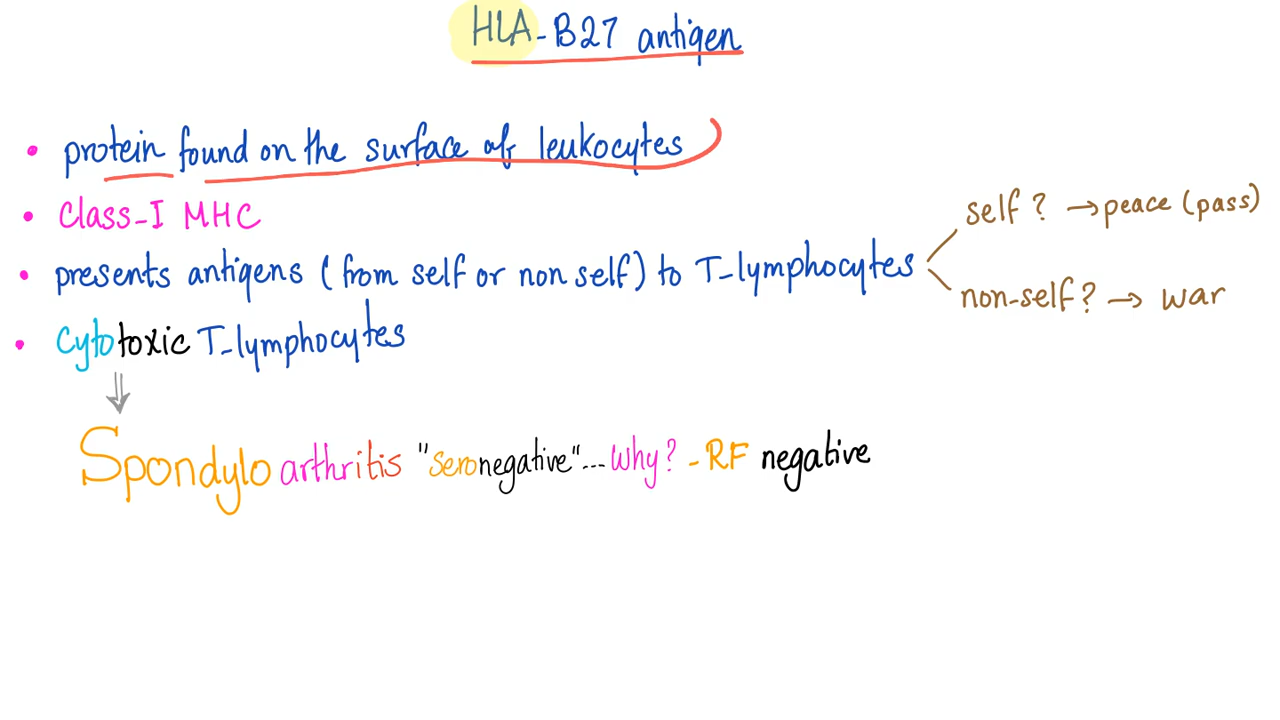 HLA-B27 antigen
• protein found on the surface of leukocytes
• Class-I MHC
• presents antigens (from self or non self) to T-lymphocytes
self? → peace (pass)
non-self? → war
• Cytotoxic T-lymphocytes
⇓
Spondyloarthritis "Seronegative"... Why? - RF negative